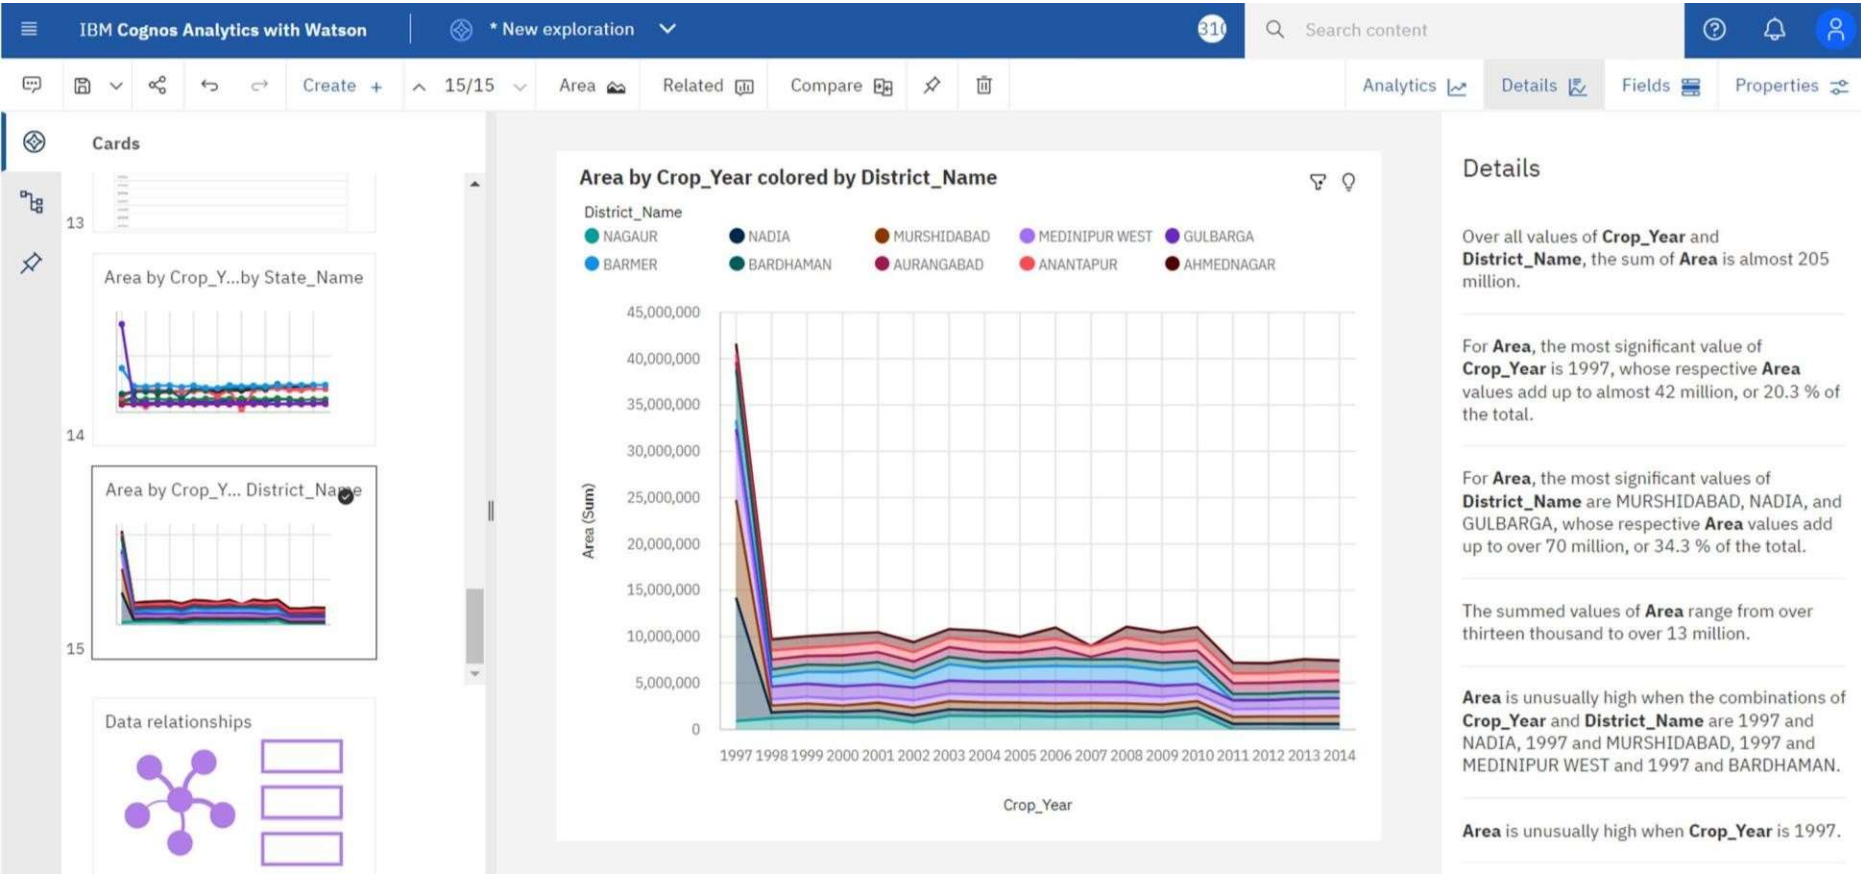 IBM Cognos Analytics with Watson
* New exploration
310
Search content
Create +
15/15
Area
Related
Compare
Analytics
Details
Fields
Properties
Cards
13
Area by Crop_Y...by State_Name
14
Area by Crop_Y... District_Name
15
Data relationships
Area by Crop_Year colored by District_Name
District_Name
NAGAUR NADIA MURSHIDABAD MEDINIPUR WEST GULBARGA
BARMER BARDHAMAN AURANGABAD ANANTAPUR AHMEDNAGAR
45,000,000
40,000,000
35,000,000
30,000,000
25,000,000
20,000,000
15,000,000
10,000,000
5,000,000
0
Area (Sum)
1997 1998 1999 2000 2001 2002 2003 2004 2005 2006 2007 2008 2009 2010 2011 2012 2013 2014
Crop_Year
Details
Over all values of Crop_Year and
District_Name, the sum of Area is almost 205
million.
For Area, the most significant value of
Crop_Year is 1997, whose respective Area
values add up to almost 42 million, or 20.3 % of
the total.
For Area, the most significant values of
District_Name are MURSHIDABAD, NADIA, and
GULBARGA, whose respective Area values add
up to over 70 million, or 34.3 % of the total.
The summed values of Area range from over
thirteen thousand to over 13 million.
Area is unusually high when the combinations of
Crop_Year and District_Name are 1997 and
NADIA, 1997 and MURSHIDABAD, 1997 and
MEDINIPUR WEST and 1997 and BARDHAMAN.
Area is unusually high when Crop_Year is 1997.